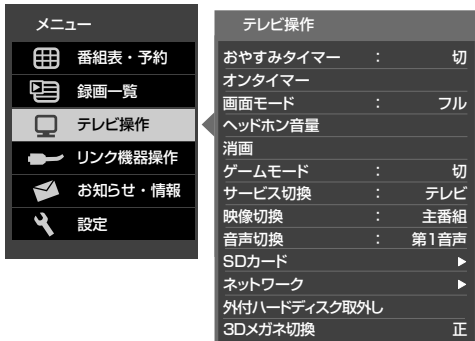 メニュー
番組表・予約
録画一覧
テレビ操作
リンク機器操作
お知らせ・情報
設定
テレビ操作
おやすみタイマー : 切
オンタイマー
画面モード : フル
ヘッドホン音量
消画
ゲームモード : 切
サービス切換 : テレビ
映像切換 : 主番組
音声切換 : 第1音声
SDカード
ネットワーク
外付ハードディスク取外し
3Dメガネ切換 正